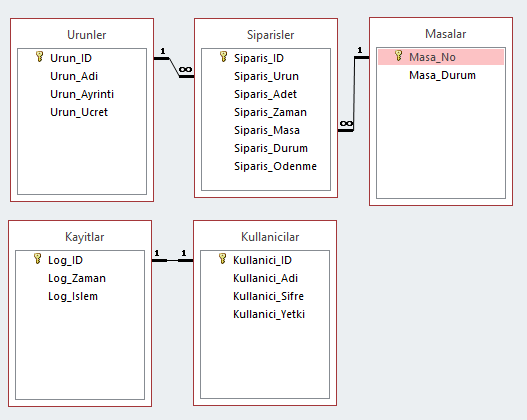 Urunler
Urun_ID
Urun_Adi
Urun_Ayrinti
Urun_Ucret
1
∞
Siparisler
Siparis_ID
Siparis_Urun
Siparis_Adet
Siparis_Zaman
Siparis_Masa
Siparis_Durum
Siparis_Odenme
∞
1
Masalar
Masa_No
Masa_Durum
Kayitlar
Log_ID
Log_Zaman
Log_Islem
1
1
Kullanicilar
Kullanici_ID
Kullanici_Adi
Kullanici_Sifre
Kullanici_Yetki